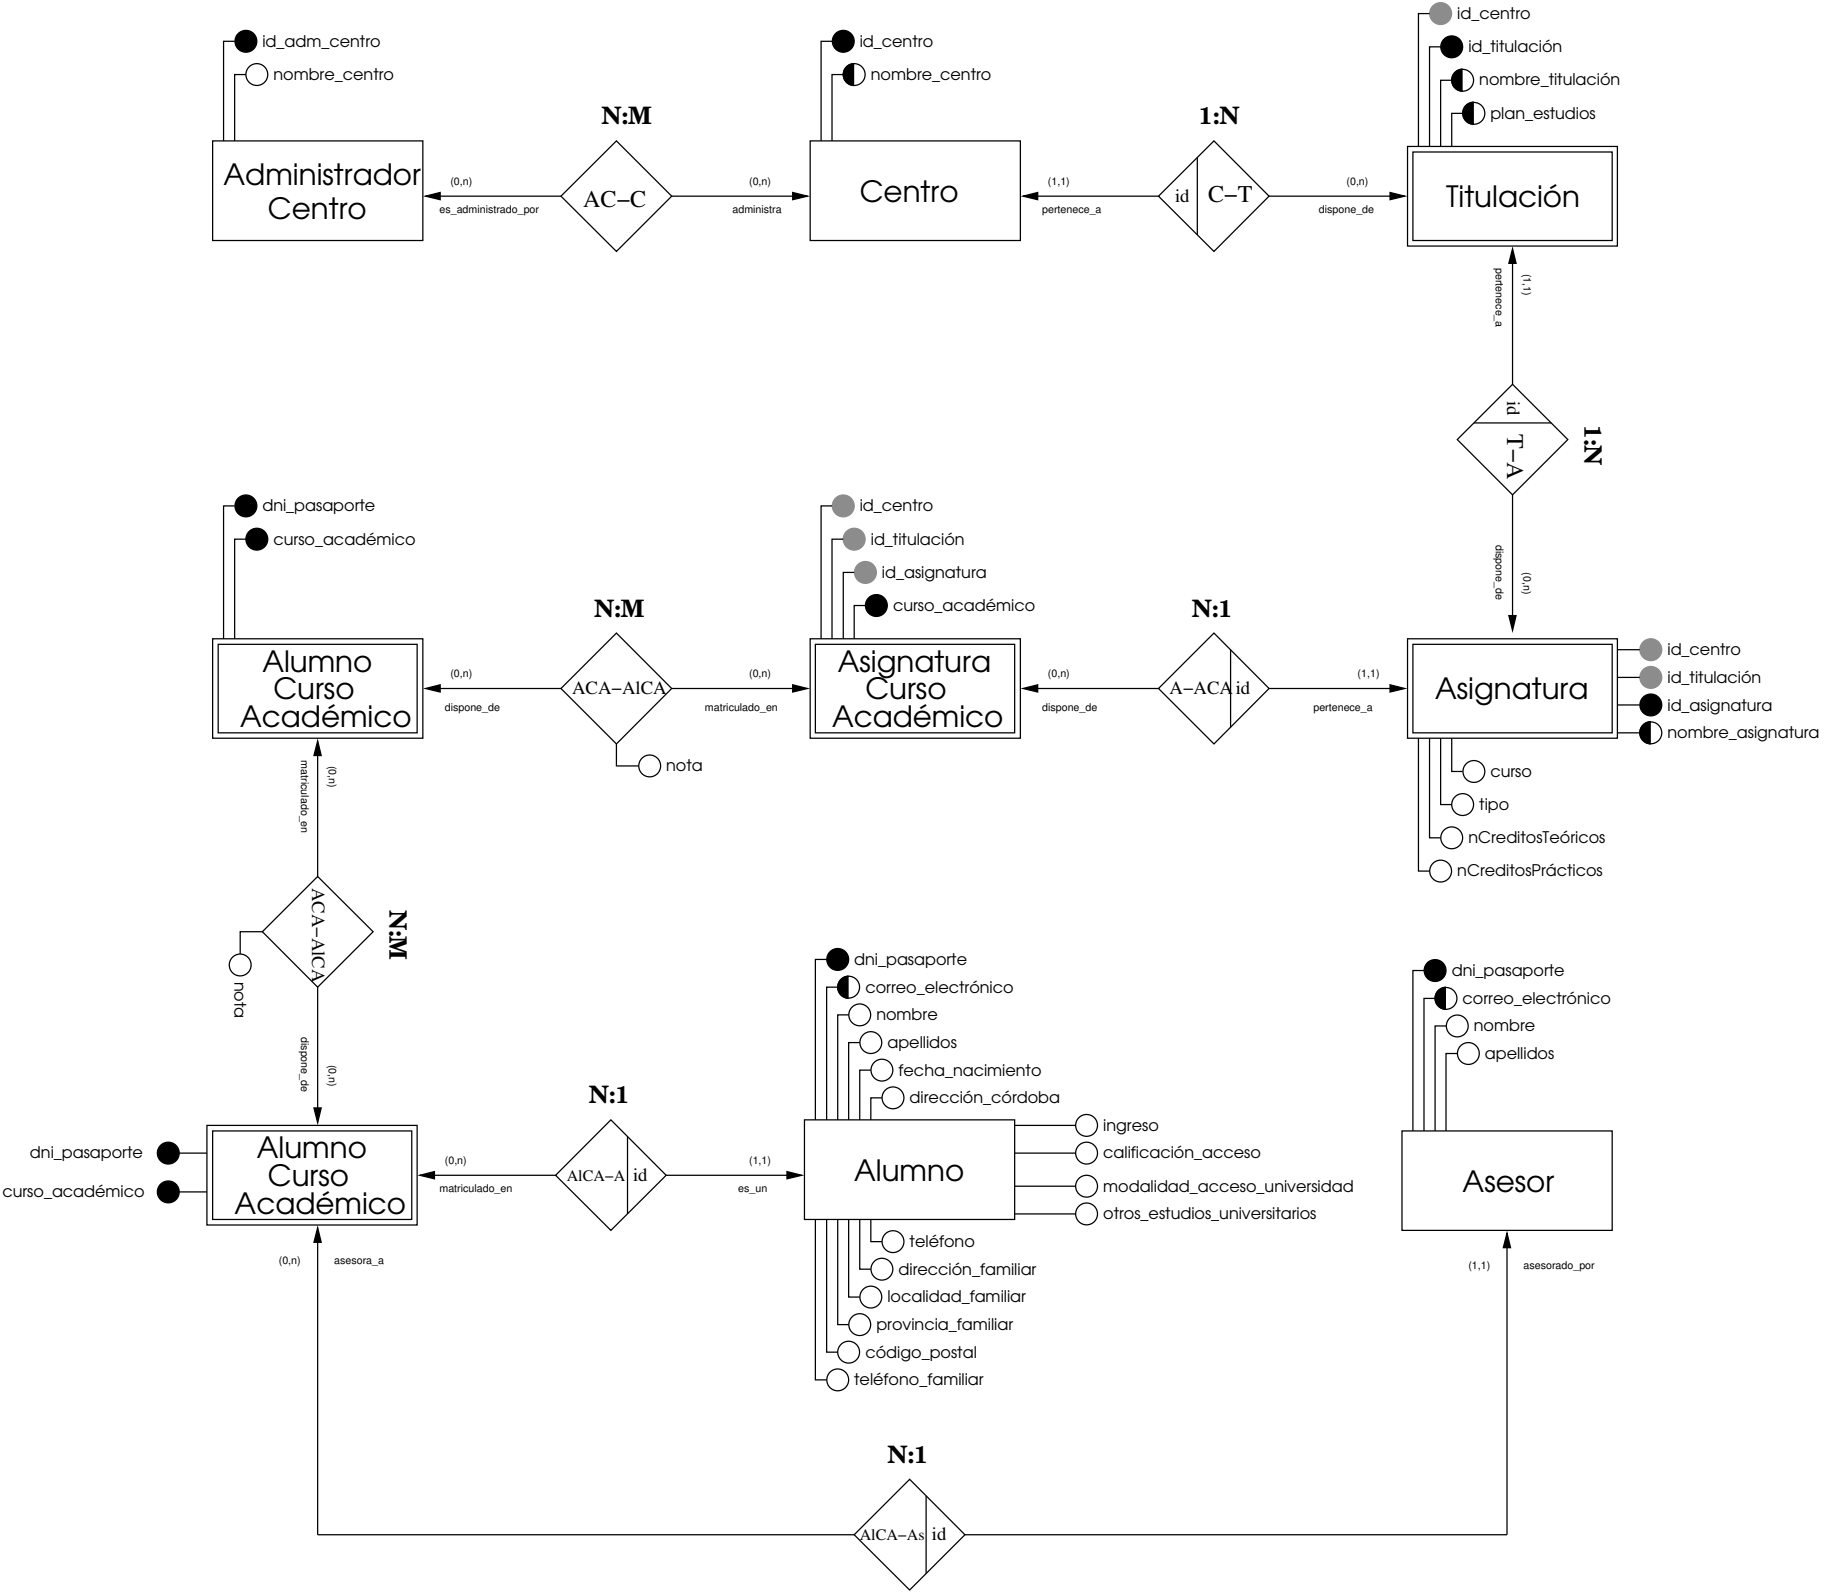 id_centro
id_adm_centro
id_centro
id_titulación
nombre_centro
nombre_centro
nombre_titulación
plan_estudios
N:M
1:N
Administrador
Centro
(0,n)
es_administrado_por
AC–C
(0,n)
administra
Centro
(1,1)
pertenece_a
id
C–T
(0,n)
dispone_de
Titulación
(1,1)
pertenece_a
id
T–A
1:N
dispone_de
(0,n)
dni_pasaporte
curso_académico
id_centro
id_titulación
id_asignatura
curso_académico
N:M
N:1
Alumno
Curso
Académico
(0,n)
dispone_de
ACA–AlCA
(0,n)
matriculado_en
nota
Asignatura
Curso
Académico
(0,n)
dispone_de
A–ACA
id
(1,1)
pertenece_a
Asignatura
id_centro
id_titulación
id_asignatura
nombre_asignatura
curso
tipo
nCreditosTeóricos
nCreditosPrácticos
matriculado_en
(0,n)
ACA–AlCA
N:M
nota
dispone_de
(0,n)
dni_pasaporte
correo_electrónico
nombre
apellidos
fecha_nacimiento
dirección_córdoba
dni_pasaporte
correo_electrónico
nombre
apellidos
N:1
dni_pasaporte
curso_académico
Alumno
Curso
Académico
(0,n)
matriculado_en
AlCA–A
id
(1,1)
es_un
Alumno
ingreso
calificación_acceso
modalidad_acceso_universidad
otros_estudios_universitarios
Asesor
teléfono
dirección_familiar
localidad_familiar
provincia_familiar
código_postal
teléfono_familiar
(0,n)
asesora_a
(1,1)
asesorado_por
N:1
AlCA–As
id